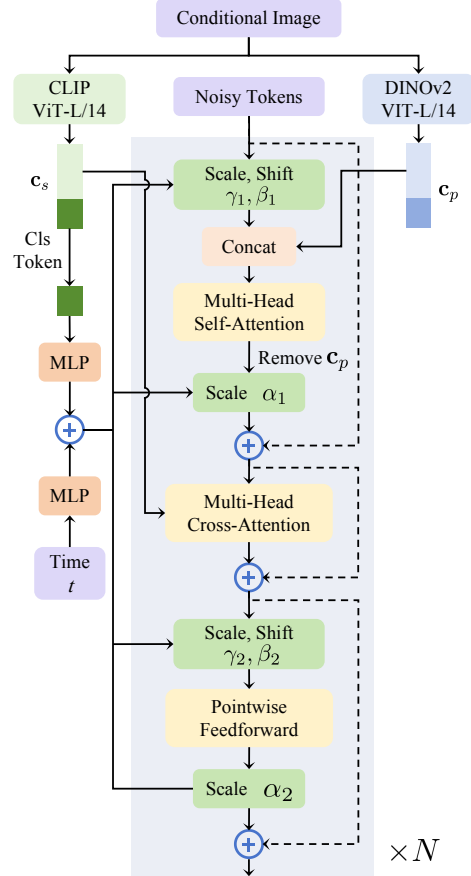 Conditional Image
CLIP
ViT-L/14
Noisy Tokens
DINOv2
VIT-L/14
c_s
c_p
Scale, Shift
γ₁, β₁
Cls
Token
Concat
Multi-Head
Self-Attention
Remove c_p
MLP
Scale α₁
MLP
Multi-Head
Cross-Attention
Time
t
Scale, Shift
γ₂, β₂
Pointwise
Feedforward
Scale α₂
×N